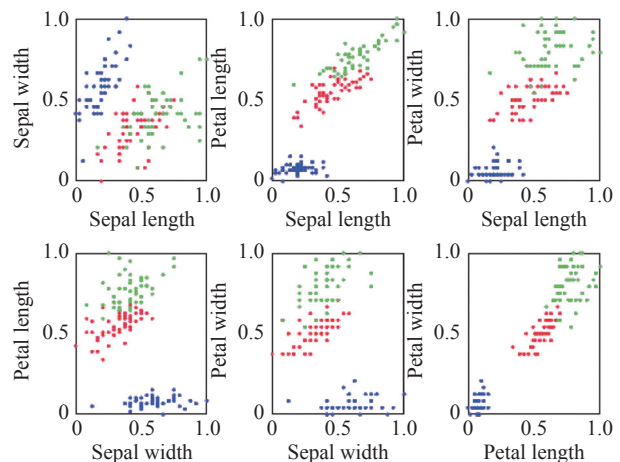 1.0 1.0 1.0
Sepal width Petal length Petal width
0.5 0.5 0.5
0 0 0
0 0.5 1.0 0 0.5 1.0 0 0.5 1.0
Sepal length Sepal length Sepal length
1.0 1.0 1.0
Petal length Petal width Petal width
0.5 0.5 0.5
0 0 0
0 0.5 1.0 0 0.5 1.0 0 0.5 1.0
Sepal width Sepal width Petal length